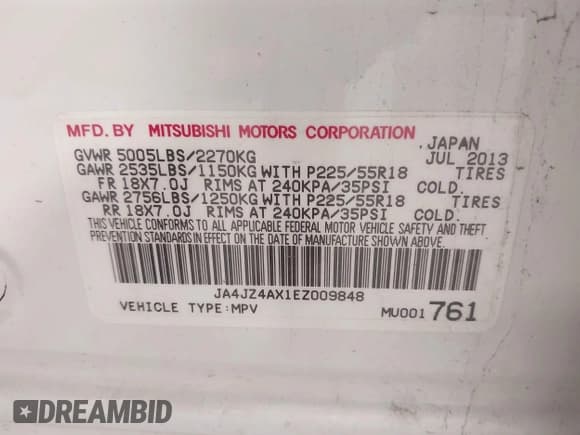 MFD. BY MITSUBISHI MOTORS CORPORATION
. JAPAN
GVWR 5005LBS/2270KG JUL 2013
GAWR 2535LBS/1150KG WITH P225/55R18 TIRES
FR 18X7.0J RIMS AT 240KPA/35PSI COLD.
GAWR 2756LBS/1250KG WITH P225/55R18 TIRES
RR 18X7.0J RIMS AT 240KPA/35PSI COLD.
THIS VEHICLE CONFORMS TO ALL APPLICABLE FEDERAL MOTOR VEHICLE SAFETY AND THEFT
PREVENTION STANDARDS IN EFFECT ON THE DATE OF MANUFACTURE SHOWN ABOVE.
JA4JZ4AX1EZ009848
VEHICLE TYPE:MPV MU001 761
DREAMBID